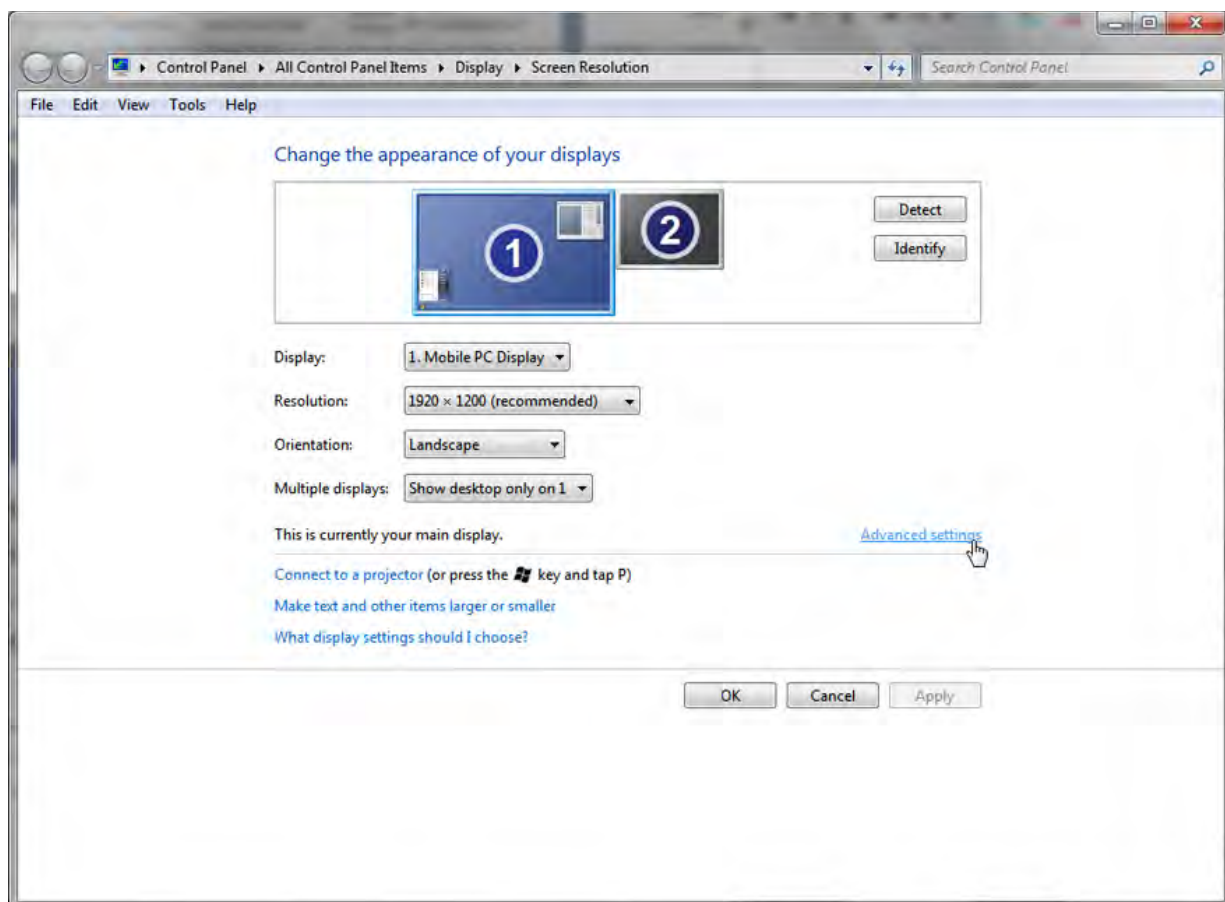 Control Panel ▸ All Control Panel Items ▸ Display ▸ Screen Resolution
Search Control Panel
File Edit View Tools Help
Change the appearance of your displays
1
2
Detect
Identify
Display: 1. Mobile PC Display
Resolution: 1920 × 1200 (recommended)
Orientation: Landscape
Multiple displays: Show desktop only on 1
This is currently your main display. Advanced settings
Connect to a projector (or press the key and tap P)
Make text and other items larger or smaller
What display settings should I choose?
OK Cancel Apply